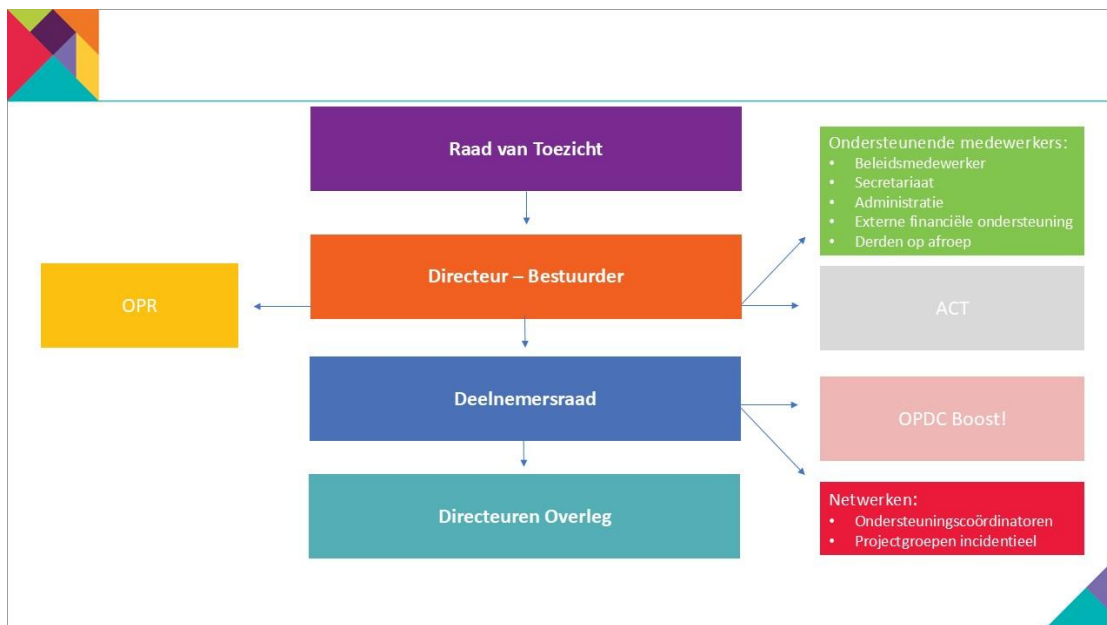 Raad van Toezicht
Ondersteunende medewerkers:
• Beleidsmedewerker
• Secretariaat
• Administratie
• Externe financiële ondersteuning
• Derden op afroep
Directeur – Bestuurder
OPR
ACT
Deelnemersraad
OPDC Boost!
Directeuren Overleg
Netwerken:
• Ondersteuningscoördinatoren
• Projectgroepen incidentieel